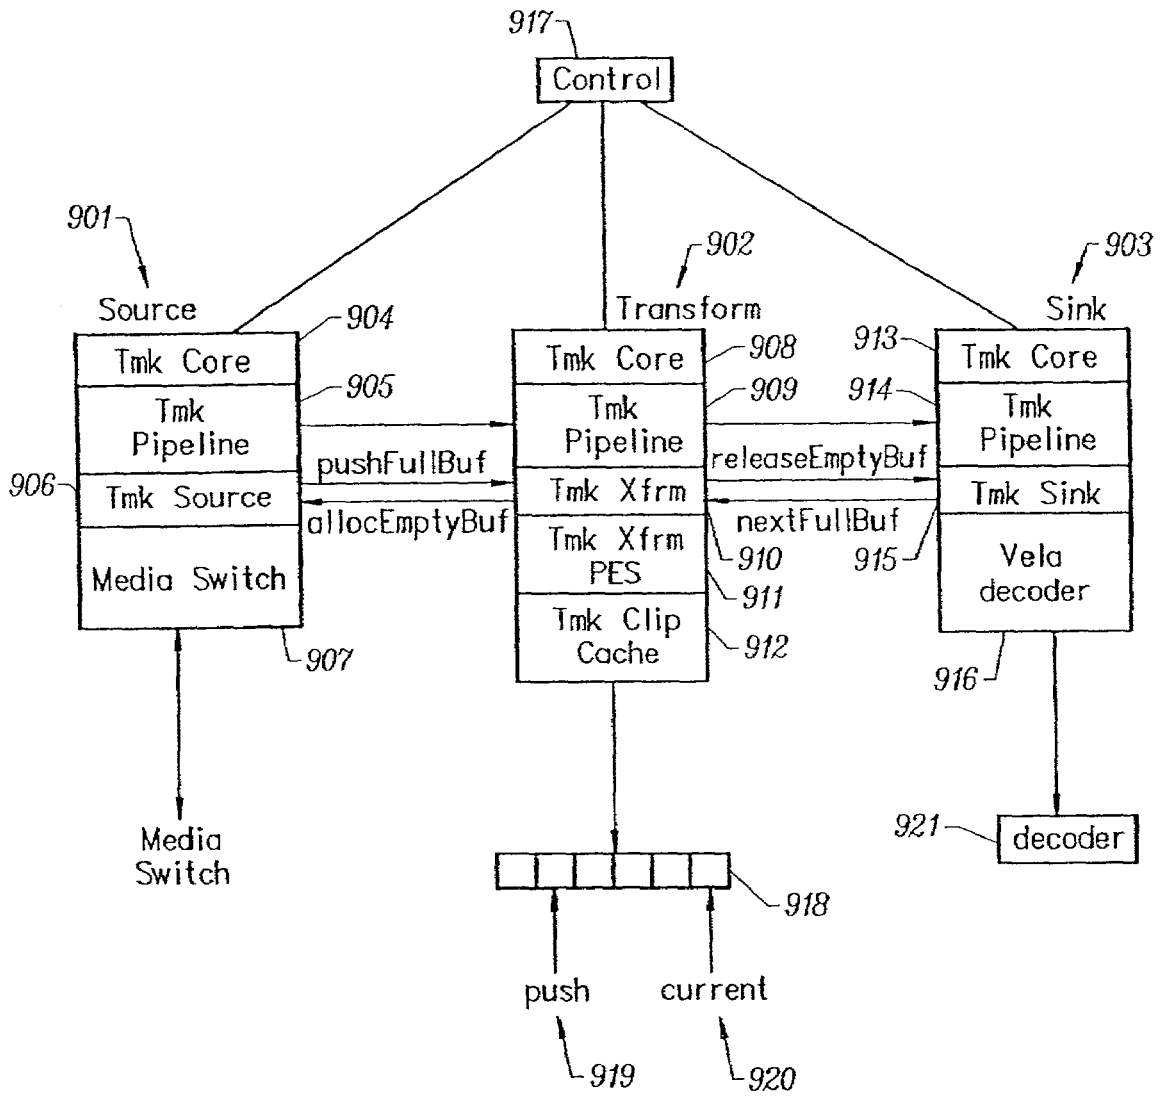 917
Control
901
902
903
Source
Transform
Sink
904
908
913
Tmk Core
Tmk Core
Tmk Core
905
909
914
Tmk
Pipeline
Tmk
Pipeline
Tmk
Pipeline
pushFullBuf
releaseEmptyBuf
906
Tmk Source
Tmk Xfrm
Tmk Sink
allocEmptyBuf
nextFullBuf
910
915
Media Switch
Tmk Xfrm
PES
Vela
decoder
911
Tmk Clip
Cache
912
907
916
Media
Switch
921
decoder
918
push
current
919
920